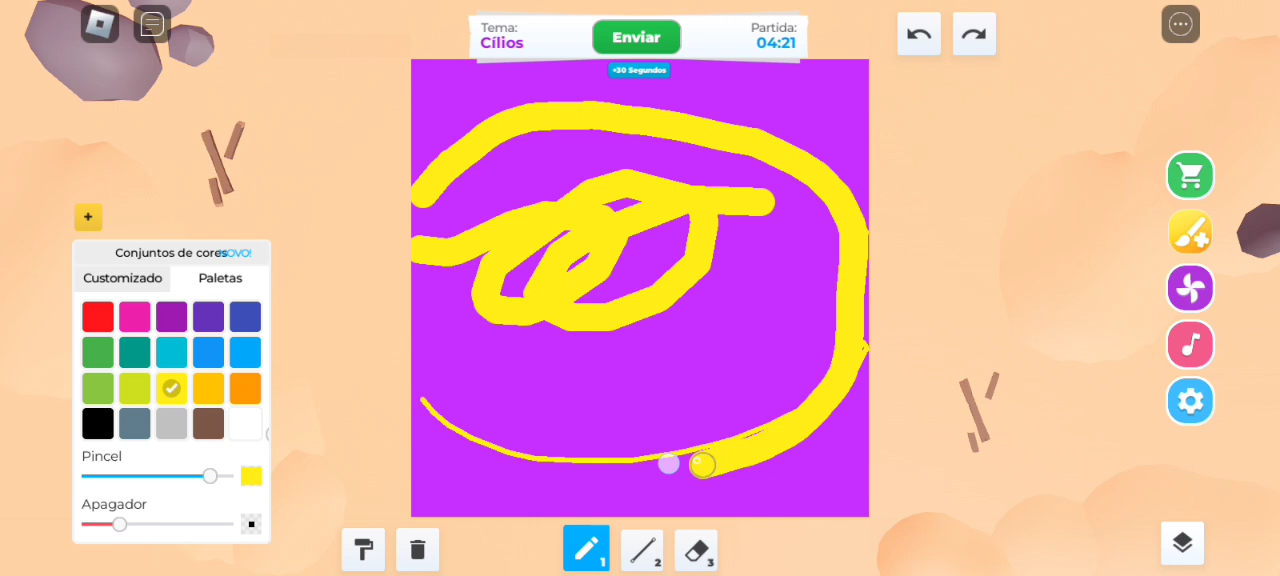 Tema:
Cílios
Enviar
Partida:
04:21
+30 Segundos
+
Conjuntos de cores
NOVO!
Customizado
Paletas
Pincel
Apagador
1
2
3